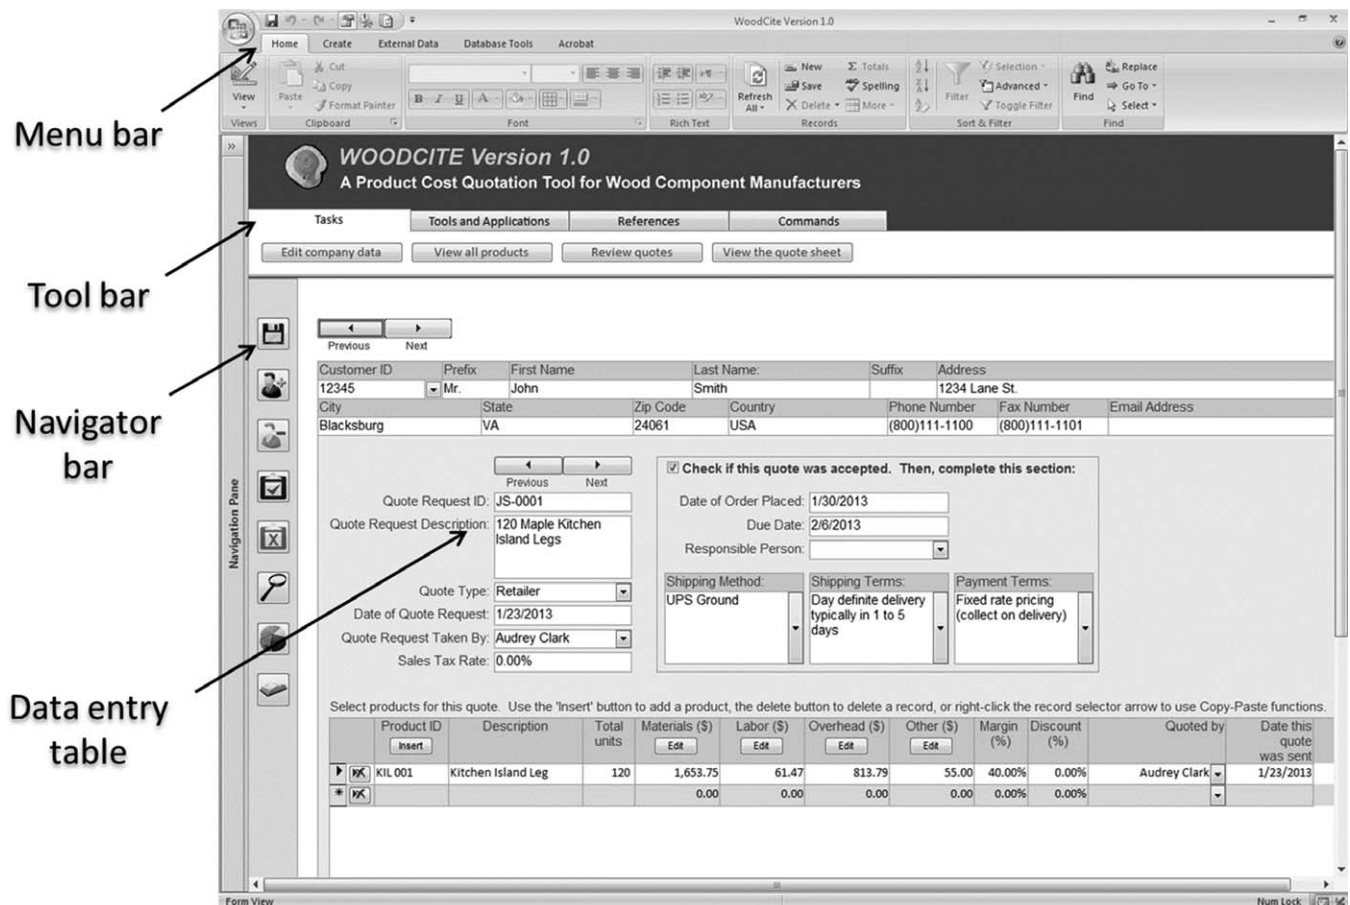 WoodCite Version 1.0
Home Create External Data Database Tools Acrobat
View
Views
Paste
Cut
Copy
Format Painter
Clipboard
B I U A
Font
Rich Text
Refresh All
New
Save
Delete
Σ Totals
Spelling
More
Records
Filter
Selection
Advanced
Toggle Filter
Sort & Filter
Find
Replace
Go To
Select
Find
Menu bar
Tool bar
Navigator
bar
Data entry
table
»
Navigation Pane
WOODCITE Version 1.0
A Product Cost Quotation Tool for Wood Component Manufacturers
Tasks Tools and Applications References Commands
Edit company data View all products Review quotes View the quote sheet
Previous Next
Customer ID Prefix First Name Last Name: Suffix Address
12345 Mr. John Smith 1234 Lane St.
City State Zip Code Country Phone Number Fax Number Email Address
Blacksburg VA 24061 USA (800)111-1100 (800)111-1101
Previous Next
Quote Request ID: JS-0001
Quote Request Description: 120 Maple Kitchen
Island Legs
Quote Type: Retailer
Date of Quote Request: 1/23/2013
Quote Request Taken By: Audrey Clark
Sales Tax Rate: 0.00%
Check if this quote was accepted. Then, complete this section:
Date of Order Placed: 1/30/2013
Due Date: 2/6/2013
Responsible Person:
Shipping Method: Shipping Terms: Payment Terms:
UPS Ground
Day definite delivery
typically in 1 to 5
days
Fixed rate pricing
(collect on delivery)
Select products for this quote. Use the 'Insert' button to add a product, the delete button to delete a record, or right-click the record selector arrow to use Copy-Paste functions.
Product ID Description Total Materials ($) Labor ($) Overhead ($) Other ($) Margin Discount Quoted by Date this
Insert units Edit Edit Edit Edit (%) (%) quote
was sent
KIL 001 Kitchen Island Leg 120 1,653.75 61.47 813.79 55.00 40.00% 0.00% Audrey Clark 1/23/2013
* 0.00 0.00 0.00 0.00 0.00% 0.00%
Form View Num Lock